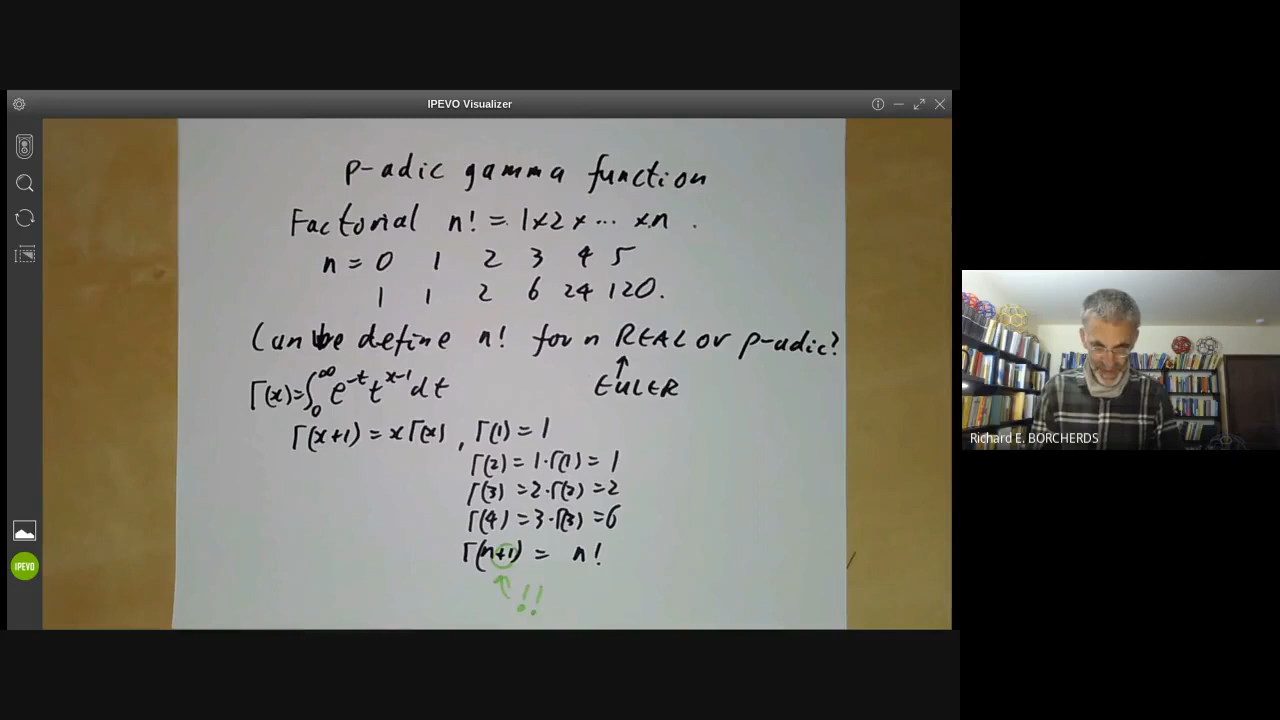 IPEVO Visualizer
p-adic gamma function
Factorial n! = 1×2×⋯×n.
n = 0 1 2 3 4 5
1 1 2 6 24 120.
Can be define n! for n REAL or p-adic?
↑
EULER
Γ(x)=∫₀^∞ e^{-t} t^{x-1} dt
Γ(x+1) = xΓ(x), Γ(1) = 1
Γ(2) = 1·Γ(1) = 1
Γ(3) = 2·Γ(2) = 2
Γ(4) = 3·Γ(3) = 6
Γ(n+1) = n!
!!
IPEVO
Richard E. BORCHERDS